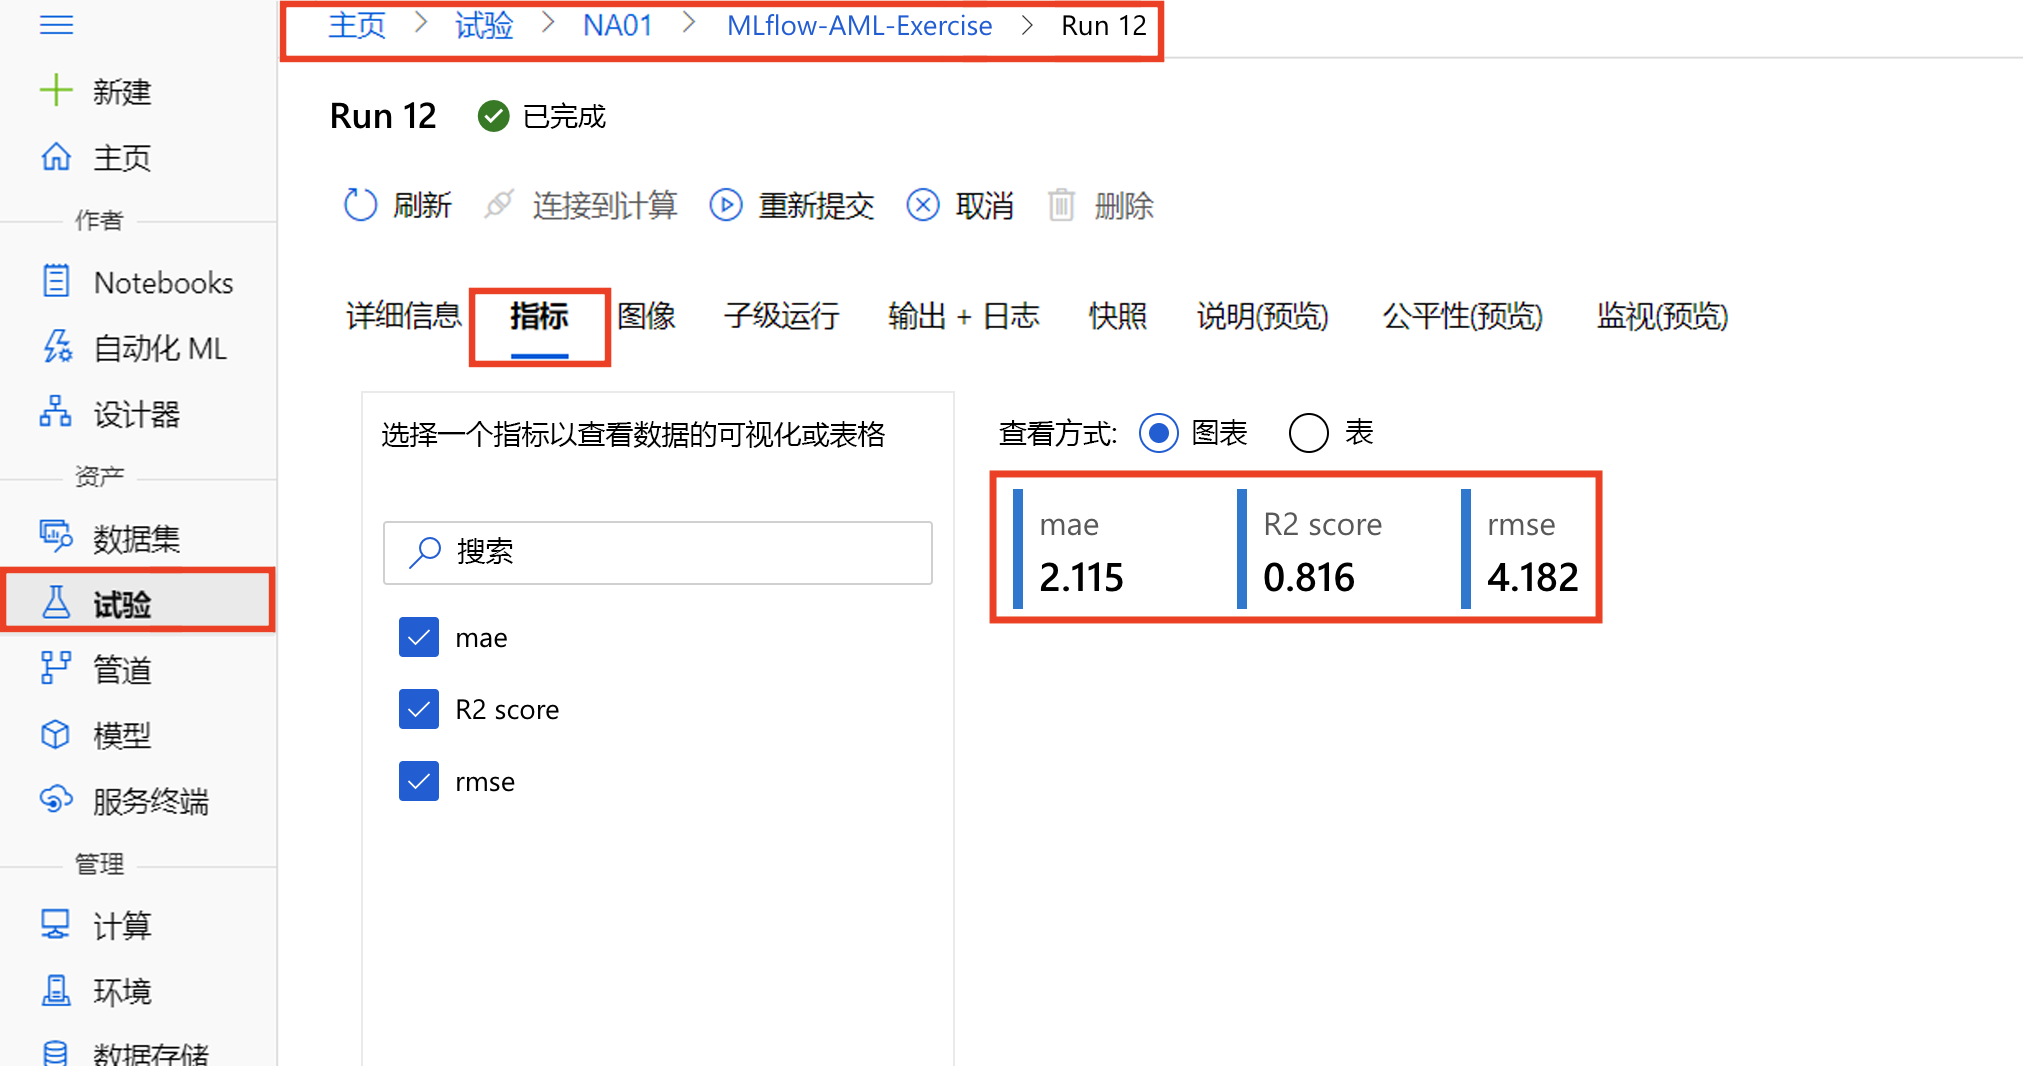 主页 > 试验 > NA01 > MLflow-AML-Exercise > Run 12
新建
主页
作者
Notebooks
自动化 ML
设计器
资产
数据集
试验
管道
模型
服务终端
管理
计算
环境
数据存储
Run 12 已完成
刷新 连接到计算 重新提交 取消 删除
详细信息 指标 图像 子级运行 输出 + 日志 快照 说明(预览) 公平性(预览) 监视(预览)
选择一个指标以查看数据的可视化或表格
搜索
mae
R2 score
rmse
查看方式: 图表 表
mae R2 score rmse
2.115 0.816 4.182